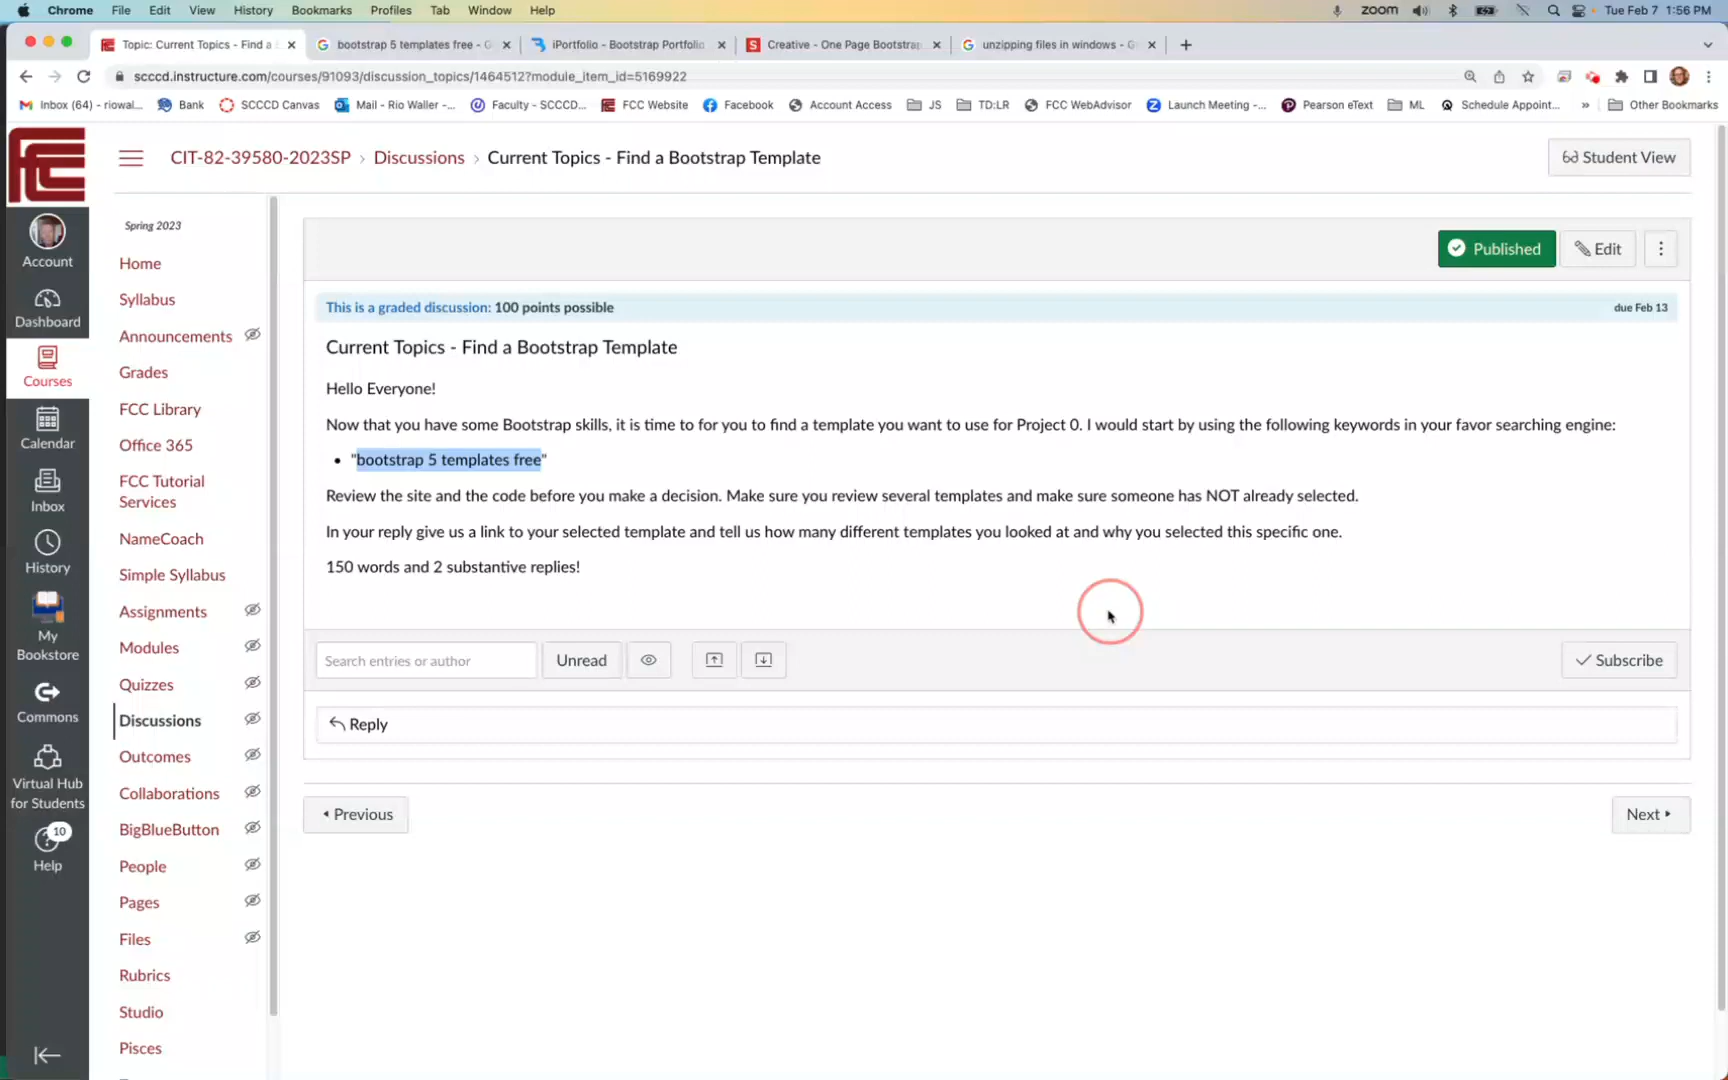 Chrome File Edit View History Bookmarks Profiles Tab Window Help zoom Tue Feb 7 1:56 PM
Topic: Current Topics - Find a bootstrap 5 templates free - G iPortfolio - Bootstrap Portfolio Creative - One Page Bootstrap unzipping files in windows - G
scccd.instructure.com/courses/91093/discussion_topics/1464512?module_item_id=5169922
Inbox (64) - riowal... Bank SCCCD Canvas Mail - Rio Waller -... Faculty - SCCCD... FCC Website Facebook Account Access JS TD:LR FCC WebAdvisor Launch Meeting -... Pearson eText ML Schedule Appoint... » Other Bookmarks
CIT-82-39580-2023SP › Discussions › Current Topics - Find a Bootstrap Template
Student View
Account
Dashboard
Courses
Calendar
Inbox
History
My
Bookstore
Commons
Virtual Hub
for Students
10
Help
Spring 2023
Home
Syllabus
Announcements
Grades
FCC Library
Office 365
FCC Tutorial
Services
NameCoach
Simple Syllabus
Assignments
Modules
Quizzes
Discussions
Outcomes
Collaborations
BigBlueButton
People
Pages
Files
Rubrics
Studio
Pisces
Published Edit
This is a graded discussion: 100 points possible due Feb 13
Current Topics - Find a Bootstrap Template
Hello Everyone!
Now that you have some Bootstrap skills, it is time to for you to find a template you want to use for Project 0. I would start by using the following keywords in your favor searching engine:
• "bootstrap 5 templates free"
Review the site and the code before you make a decision. Make sure you review several templates and make sure someone has NOT already selected.
In your reply give us a link to your selected template and tell us how many different templates you looked at and why you selected this specific one.
150 words and 2 substantive replies!
Search entries or author Unread Subscribe
Reply
Previous Next